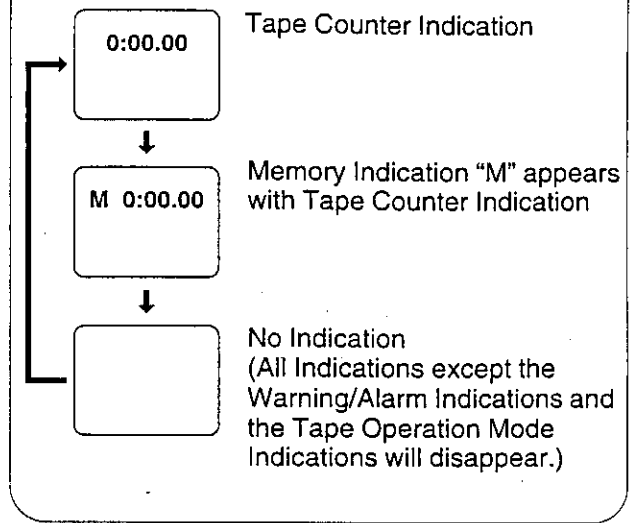 0:00.00
Tape Counter Indication
M 0:00.00
Memory Indication “M” appears
with Tape Counter Indication
No Indication
(All Indications except the
Warning/Alarm Indications and
the Tape Operation Mode
Indications will disappear.)